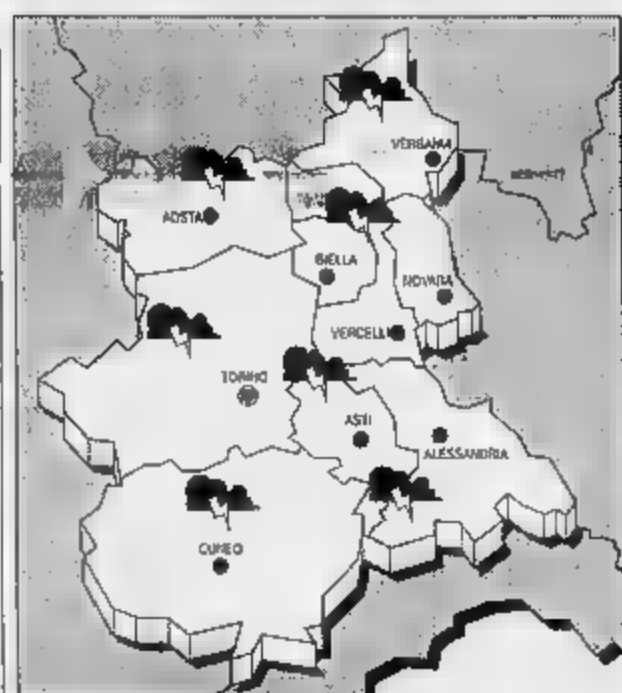 VERBANIA
AOSTA
BIELLA
NOVARA
VERCELLI
TORINO
ASTI
ALESSANDRIA
CUNEO